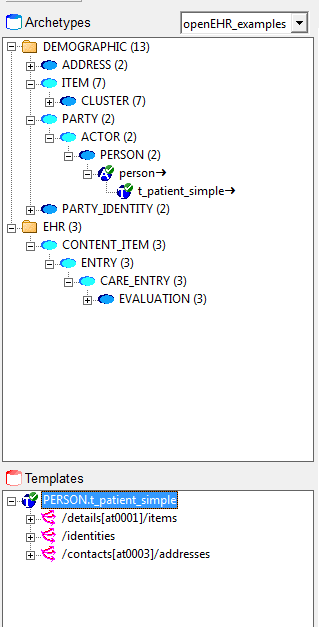 Archetypes
openEHR_examples
DEMOGRAPHIC (13)
ADDRESS (2)
ITEM (7)
CLUSTER (7)
PARTY (2)
ACTOR (2)
PERSON (2)
person→
t_patient_simple→
PARTY_IDENTITY (2)
EHR (3)
CONTENT_ITEM (3)
ENTRY (3)
CARE_ENTRY (3)
EVALUATION (3)
Templates
PERSON.t_patient_simple
/details[at0001]/items
/identities
/contacts[at0003]/addresses